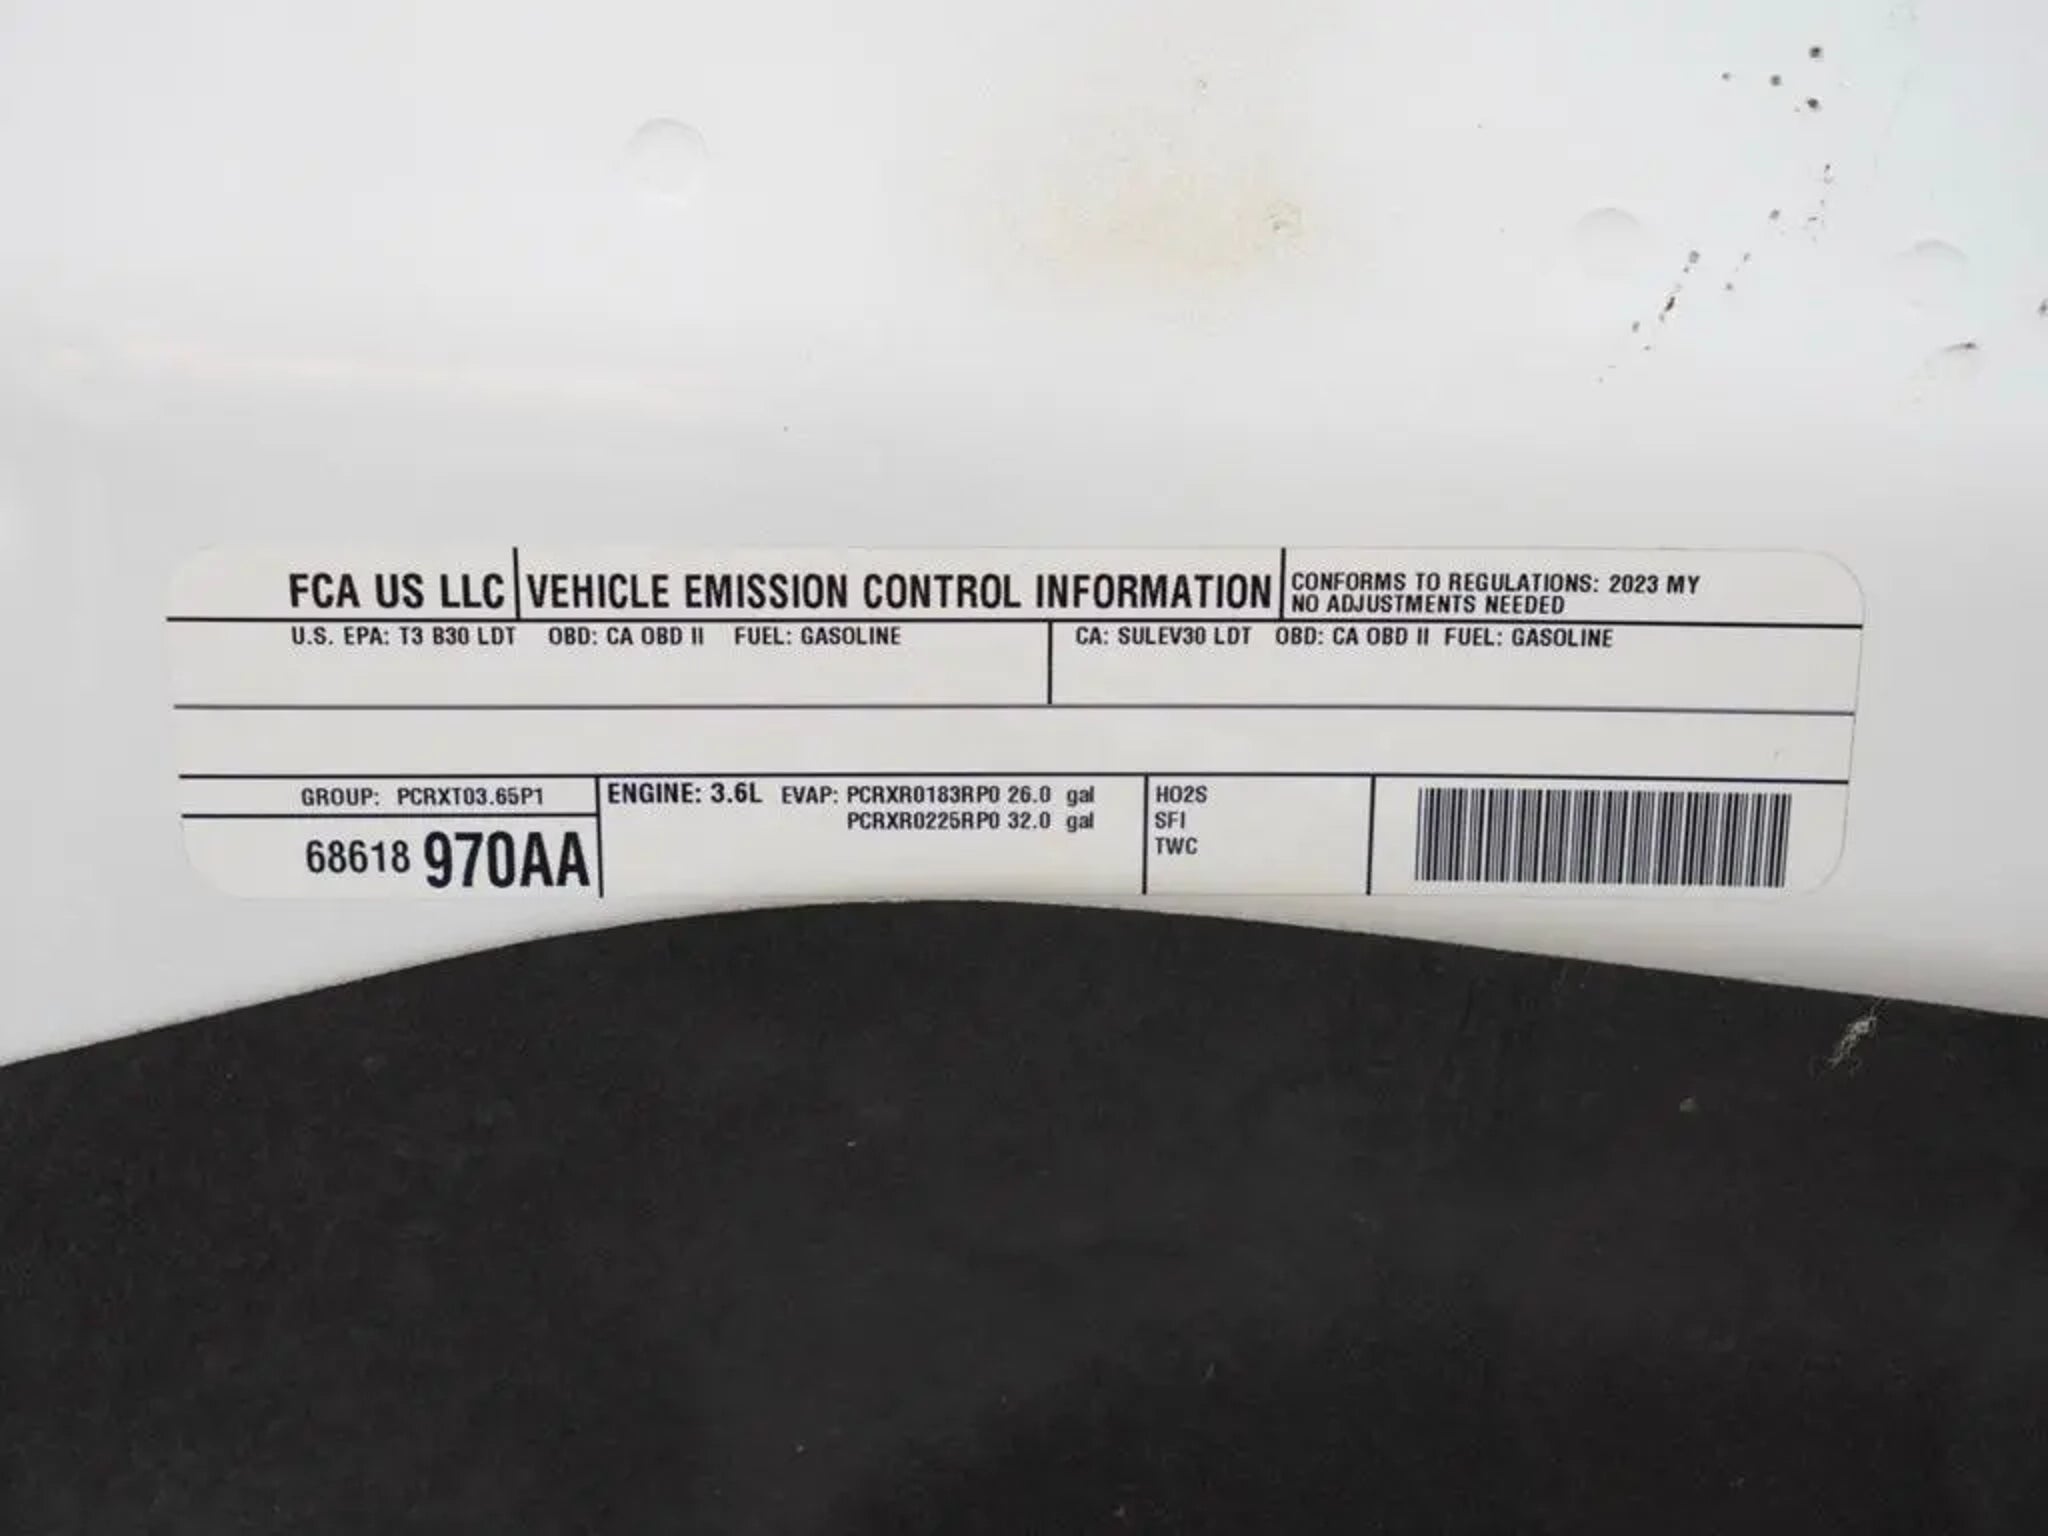 FCA US LLC VEHICLE EMISSION CONTROL INFORMATION
CONFORMS TO REGULATIONS: 2023 MY
NO ADJUSTMENTS NEEDED
U.S. EPA: T3 B30 LDT OBD: CA OBD II FUEL: GASOLINE
CA: SULEV30 LDT OBD: CA OBD II FUEL: GASOLINE
GROUP: PCRXT03.65P1
68618 970AA
ENGINE: 3.6L EVAP: PCRXR0183RP0 26.0 gal
PCRXR0225RP0 32.0 gal
HO2S
SFI
TWC